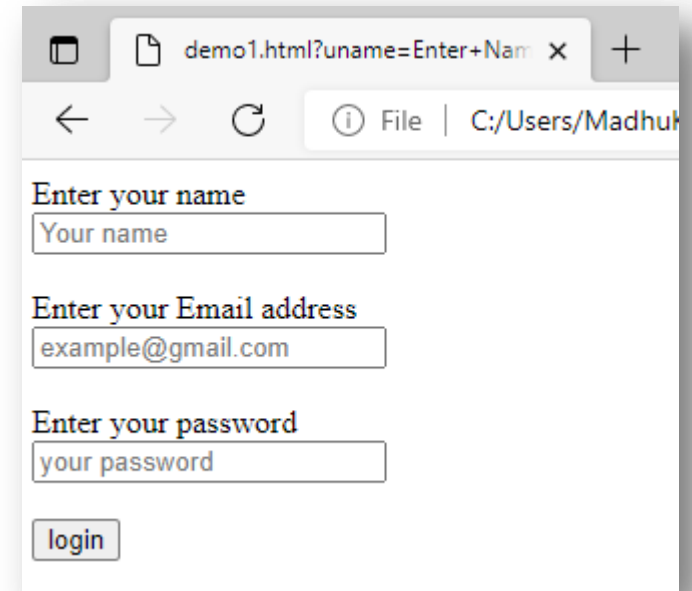 demo1.html?uname=Enter+Nam
File | C:/Users/Madhu
Enter your name
Your name
Enter your Email address
example@gmail.com
Enter your password
your password
login